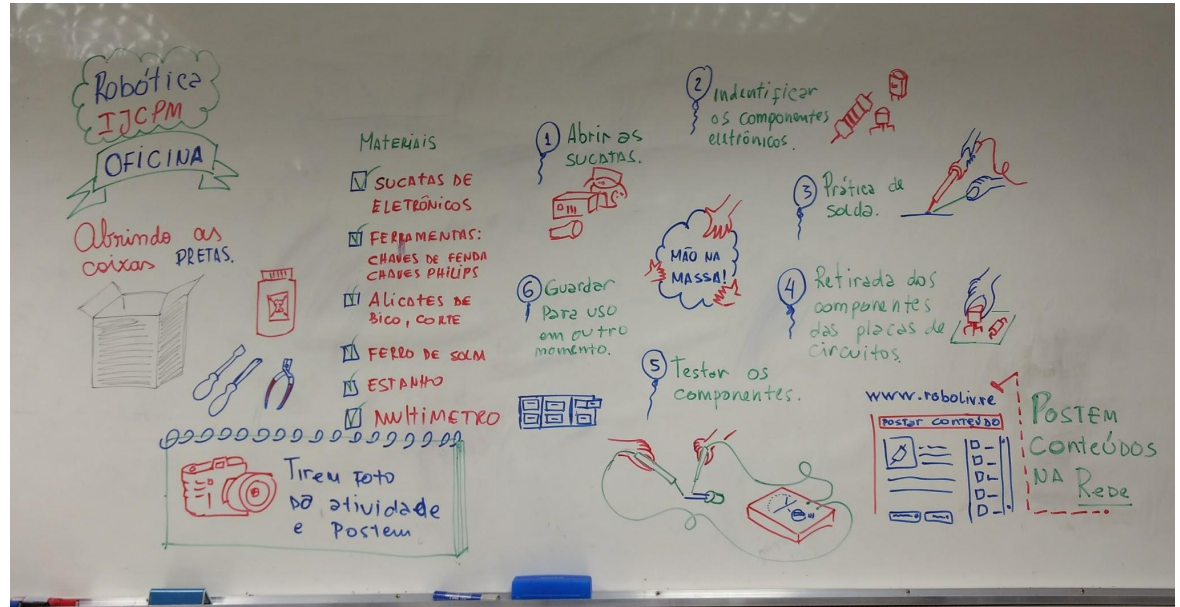 Robótica
IJCPM
OFICINA
Abrindo as
caixas PRETAS.
MATERIAIS
SUCATAS DE
ELETRÔNICOS
FERRAMENTAS:
CHAVES DE FENDA
CHAVES PHILIPS
Alicates de
Bico, CORTE
FERRO DE SOLDA
ESTANHO
MULTIMETRO
Tirem Foto
da atividade
e Postem
1 Abrir as
SUCATAS.
2 Indentificar
os componentes
eletrônicos.
3 Prática de
solda.
MÃO NA
MASSA!
4 Retirada dos
componentes
das placas de
circuitos.
5 Testar os
componentes.
6 Guardar
Para uso
em outro
momento.
www.roboliv.re
POSTAR CONTEÚDO
POSTEM
CONTEÚDOS
NA REDE